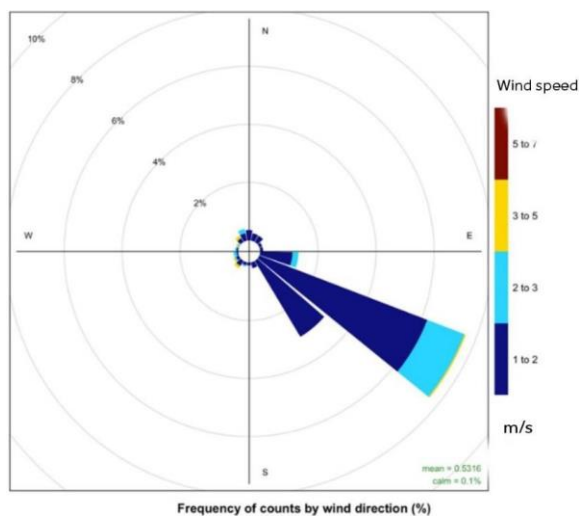 10%
N
8%
Wind speed
6%
5 to 7
4%
2%
3 to 5
W
E
2 to 3
1 to 2
m/s
S
mean = 0.5316
calm = 0.1%
Frequency of counts by wind direction (%)